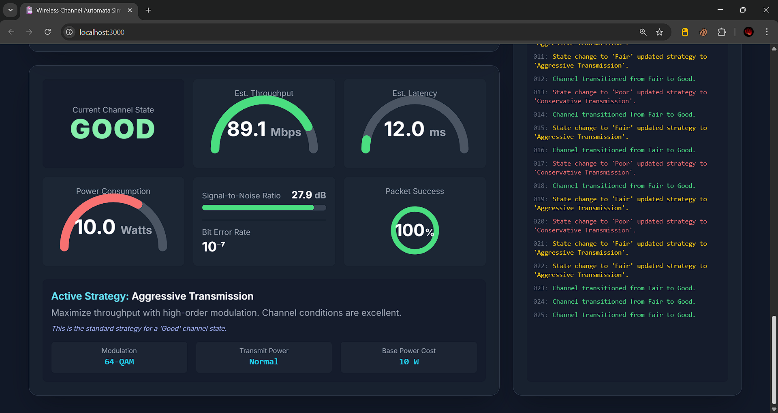 Wireless Channel Automata Sim
localhost:3000
Current Channel State
GOOD
Est. Throughput
89.1 Mbps
Est. Latency
12.0 ms
Power Consumption
10.0 Watts
Signal-to-Noise Ratio 27.9 dB
Bit Error Rate
10⁻⁷
Packet Success
100%
Active Strategy: Aggressive Transmission
Maximize throughput with high-order modulation. Channel conditions are excellent.
This is the standard strategy for a 'Good' channel state.
Modulation
64-QAM
Transmit Power
Normal
Base Power Cost
10 W
'Aggressive Transmission'.
011: State change to 'Fair' updated strategy to
'Aggressive Transmission'.
012: Channel transitioned from Fair to Good.
013: State change to 'Poor' updated strategy to
'Conservative Transmission'.
014: Channel transitioned from Fair to Good.
015: State change to 'Fair' updated strategy to
'Aggressive Transmission'.
016: Channel transitioned from Fair to Good.
017: State change to 'Poor' updated strategy to
'Conservative Transmission'.
018: Channel transitioned from Fair to Good.
019: State change to 'Fair' updated strategy to
'Aggressive Transmission'.
020: State change to 'Poor' updated strategy to
'Conservative Transmission'.
021: State change to 'Fair' updated strategy to
'Aggressive Transmission'.
022: State change to 'Fair' updated strategy to
'Aggressive Transmission'.
023: Channel transitioned from Fair to Good.
024: Channel transitioned from Fair to Good.
025: Channel transitioned from Fair to Good.